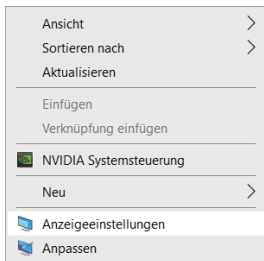 Ansicht
Sortieren nach
Aktualisieren
Einfügen
Verknüpfung einfügen
NVIDIA Systemsteuerung
Neu
Anzeigeeinstellungen
Anpassen